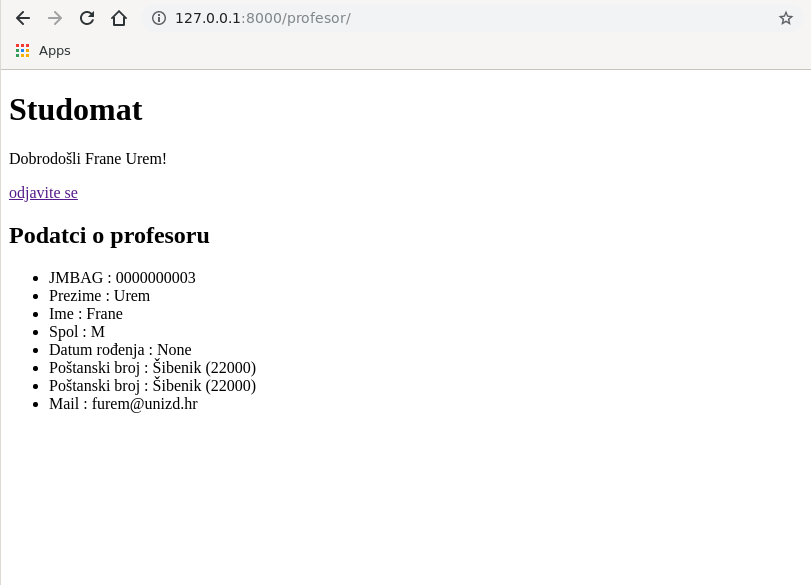 127.0.0.1:8000/profesor/
Apps
Studomat
Dobrodošli Frane Urem!
odjavite se
Podatci o profesoru
JMBAG : 0000000003
Prezime : Urem
Ime : Frane
Spol : M
Datum rođenja : None
Poštanski broj : Šibenik (22000)
Poštanski broj : Šibenik (22000)
Mail : furem@unizd.hr